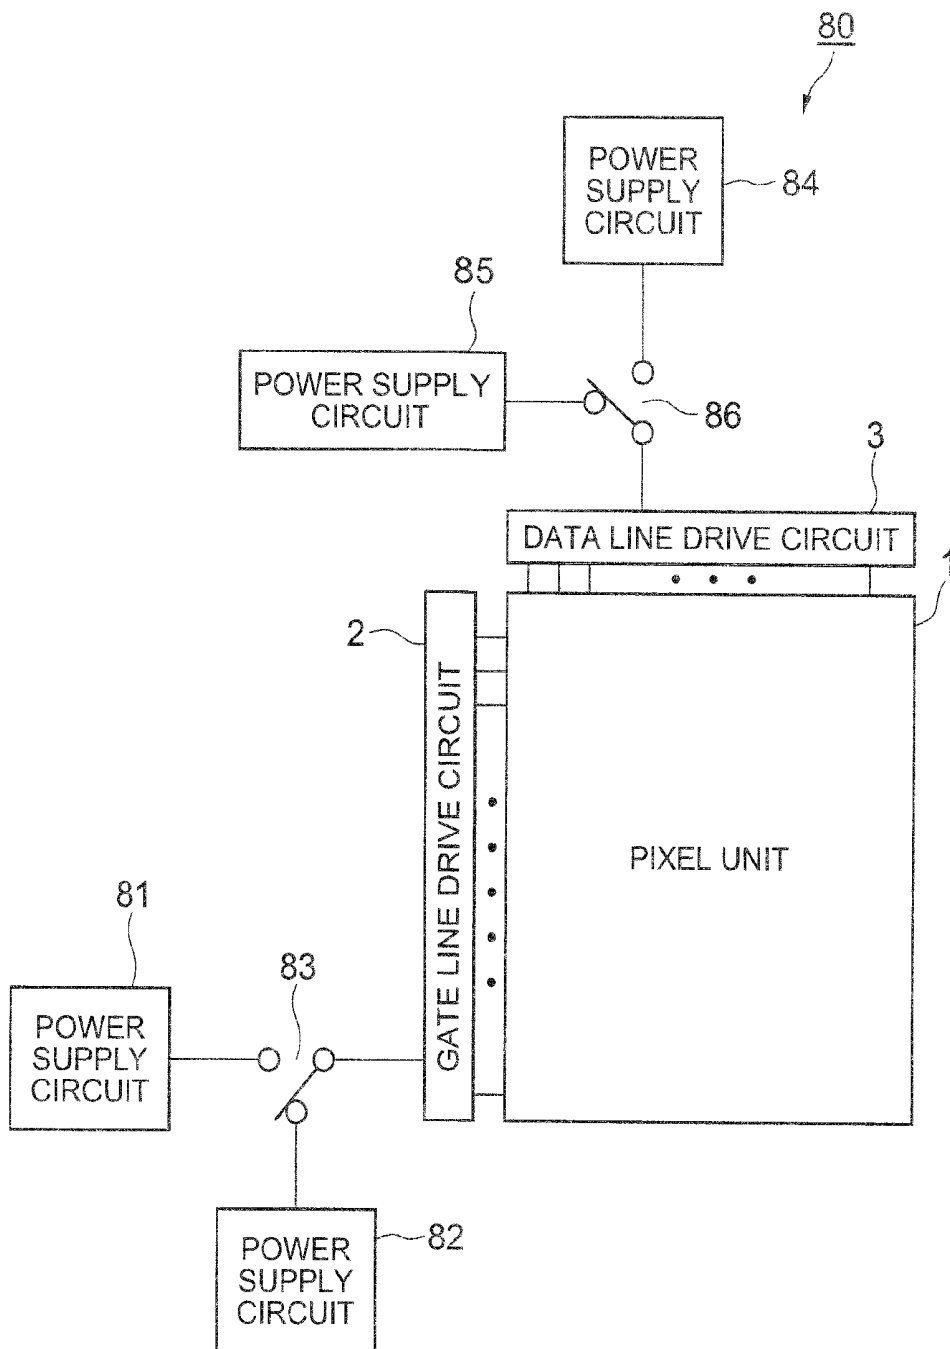 80
POWER
SUPPLY
CIRCUIT
84
85
POWER SUPPLY
CIRCUIT
86
3
DATA LINE DRIVE CIRCUIT
1
2
GATE LINE DRIVE CIRCUIT
PIXEL UNIT
81
83
POWER
SUPPLY
CIRCUIT
82
POWER
SUPPLY
CIRCUIT